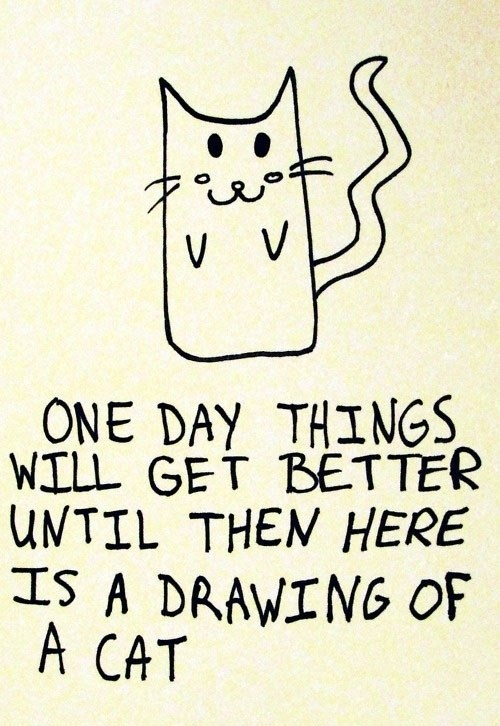 ONE DAY THINGS
WILL GET BETTER
UNTIL THEN HERE
IS A DRAWING OF
A CAT